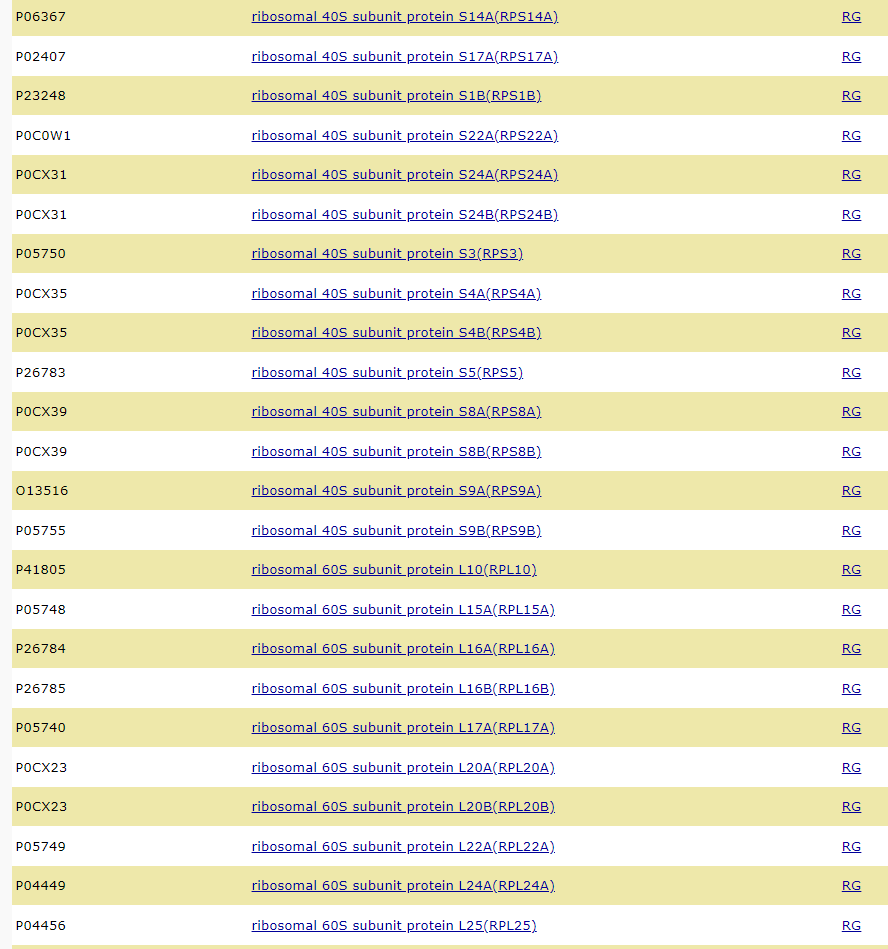 P06367 ribosomal 40S subunit protein S14A(RPS14A) RG
P02407 ribosomal 40S subunit protein S17A(RPS17A) RG
P23248 ribosomal 40S subunit protein S1B(RPS1B) RG
P0C0W1 ribosomal 40S subunit protein S22A(RPS22A) RG
P0CX31 ribosomal 40S subunit protein S24A(RPS24A) RG
P0CX31 ribosomal 40S subunit protein S24B(RPS24B) RG
P05750 ribosomal 40S subunit protein S3(RPS3) RG
P0CX35 ribosomal 40S subunit protein S4A(RPS4A) RG
P0CX35 ribosomal 40S subunit protein S4B(RPS4B) RG
P26783 ribosomal 40S subunit protein S5(RPS5) RG
P0CX39 ribosomal 40S subunit protein S8A(RPS8A) RG
P0CX39 ribosomal 40S subunit protein S8B(RPS8B) RG
O13516 ribosomal 40S subunit protein S9A(RPS9A) RG
P05755 ribosomal 40S subunit protein S9B(RPS9B) RG
P41805 ribosomal 60S subunit protein L10(RPL10) RG
P05748 ribosomal 60S subunit protein L15A(RPL15A) RG
P26784 ribosomal 60S subunit protein L16A(RPL16A) RG
P26785 ribosomal 60S subunit protein L16B(RPL16B) RG
P05740 ribosomal 60S subunit protein L17A(RPL17A) RG
P0CX23 ribosomal 60S subunit protein L20A(RPL20A) RG
P0CX23 ribosomal 60S subunit protein L20B(RPL20B) RG
P05749 ribosomal 60S subunit protein L22A(RPL22A) RG
P04449 ribosomal 60S subunit protein L24A(RPL24A) RG
P04456 ribosomal 60S subunit protein L25(RPL25) RG